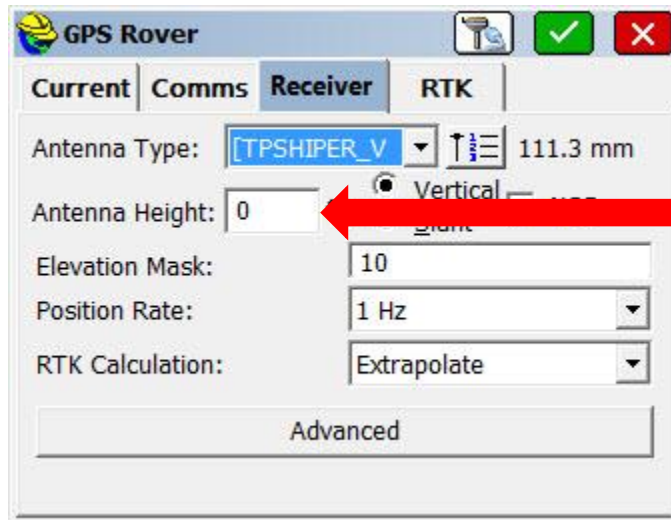 GPS Rover
Current Comms Receiver RTK
Antenna Type: [TPSHIPER_V 111.3 mm
Antenna Height: 0 Vertical
Elevation Mask: 10
Position Rate: 1 Hz
RTK Calculation: Extrapolate
Advanced